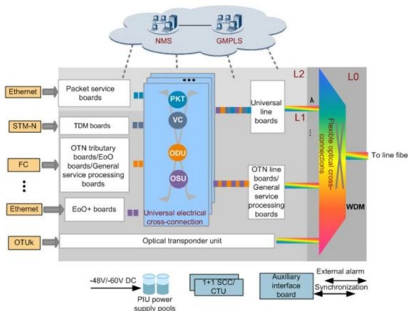 NMS
GMPLS
L2
L0
Ethernet
Packet service
boards
PKT
Universal
line
boards
L1
STM-N
TDM boards
VC
FC
OTN tributary
boards/EoO
boards/General
service processing
boards
ODU
OSU
OTN line
boards/
General
service
processing
boards
Flexible optical cross-
connections
To line fibe
WDM
Ethernet
EoO+ boards
Universal electrical
cross-connection
OTUk
Optical transponder unit
-48V/-60V DC
PIU power
supply pools
1+1 SCC/
CTU
Auxiliary
interface
board
External alarm
Synchronization